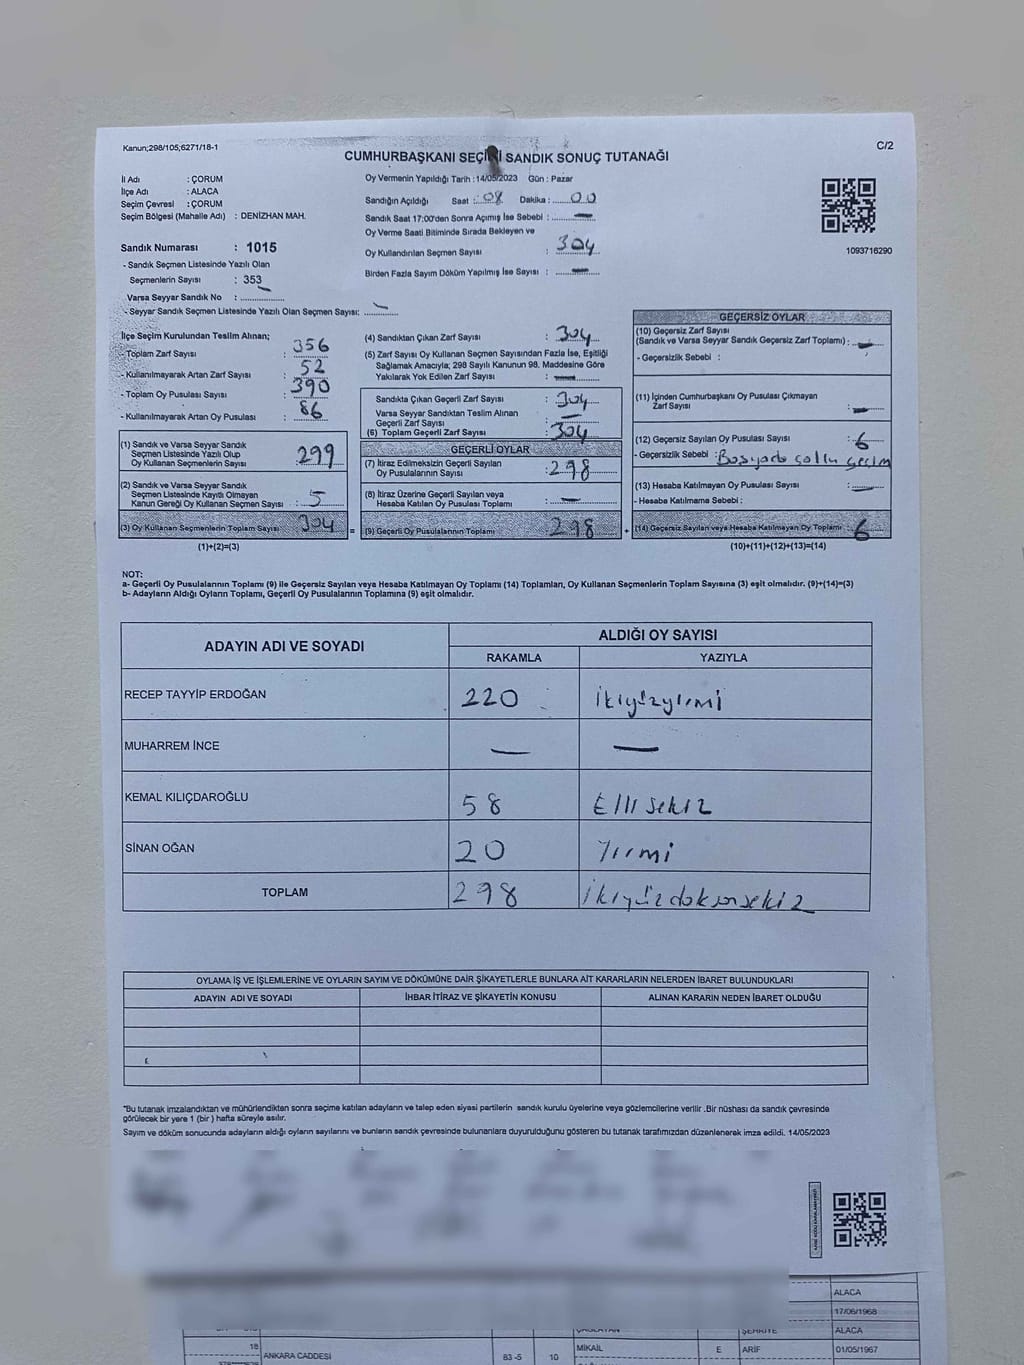 Kanun;298/105;6271/18-1
C/2
CUMHURBAŞKANI SEÇİMİ SANDIK SONUÇ TUTANAĞI
İl Adı : ÇORUM
İlçe Adı : ALACA
Seçim Çevresi : ÇORUM
Seçim Bölgesi (Mahalle Adı) : DENİZHAN MAH.
Sandık Numarası : 1015
- Sandık Seçmen Listesinde Yazılı Olan
Seçmenlerin Sayısı : 353
Varsa Seyyar Sandık No :
- Seyyar Sandık Seçmen Listesinde Yazılı Olan Seçmen Sayısı:
Oy Vermenin Yapıldığı Tarih : 14/05/2023 Gün : Pazar
Sandığın Açıldığı Saat : 08 Dakika : 00
Sandık Saat 17:00'den Sonra Açımış İse Sebebi : —
Oy Verme Saati Bitiminde Sırada Bekleyen ve
Oy Kullandırılan Seçmen Sayısı : 304
Birden Fazla Sayım Döküm Yapılmış İse Sayısı : —
1093716290
İlçe Seçim Kurulundan Teslim Alınan;
- Toplam Zarf Sayısı : 356
- Kullanılmayarak Artan Zarf Sayısı : 52
- Toplam Oy Pusulası Sayısı : 390
- Kullanılmayarak Artan Oy Pusulası : 86
(1) Sandık ve Varsa Seyyar Sandık
Seçmen Listesinde Yazılı Olup
Oy Kullanan Seçmenlerin Sayısı : 299
(2) Sandık ve Varsa Seyyar Sandık
Seçmen Listesinde Kayıtlı Olmayan
Kanun Gereği Oy Kullanan Seçmen Sayısı : 5
(3) Oy Kullanan Seçmenlerin Toplam Sayısı 304 =
(1)+(2)=(3)
(4) Sandıktan Çıkan Zarf Sayısı : 304
(5) Zarf Sayısı Oy Kullanan Seçmen Sayısından Fazla İse, Eşitliği
Sağlamak Amacıyla; 298 Sayılı Kanunun 98. Maddesine Göre
Yakılarak Yok Edilen Zarf Sayısı : —
Sandıkta Çıkan Geçerli Zarf Sayısı : 304
Varsa Seyyar Sandıktan Teslim Alınan
Geçerli Zarf Sayısı : —
(6) Toplam Geçerli Zarf Sayısı : 304
GEÇERLİ OYLAR
(7) İtiraz Edilmeksizin Geçerli Sayılan
Oy Pusulalarının Sayısı : 298
(8) İtiraz Üzerine Geçerli Sayılan veya
Hesaba Katılan Oy Pusulası Toplamı : —
(9) Geçerli Oy Pusulalarının Toplamı 298 +
GEÇERSİZ OYLAR
(10) Geçersiz Zarf Sayısı
(Sandık ve Varsa Seyyar Sandık Geçersiz Zarf Toplamı) : —
- Geçersizlik Sebebi :
(11) İçinden Cumhurbaşkanı Oy Pusulası Çıkmayan
Zarf Sayısı : —
(12) Geçersiz Sayılan Oy Pusulası Sayısı : 6
- Geçersizlik Sebebi :
(13) Hesaba Katılmayan Oy Pusulası Sayısı : —
- Hesaba Katılmama Sebebi :
(14) Geçersiz Sayılan veya Hesaba Katılmayan Oy Toplamı : 6
(10)+(11)+(12)+(13)=(14)
NOT:
a- Geçerli Oy Pusulalarının Toplamı (9) ile Geçersiz Sayılan veya Hesaba Katılmayan Oy Toplamı (14) Toplamları, Oy Kullanan Seçmenlerin Toplam Sayısına (3) eşit olmalıdır. (9)+(14)=(3)
b- Adayların Aldığı Oyların Toplamı, Geçerli Oy Pusulalarının Toplamına (9) eşit olmalıdır.
ADAYIN ADI VE SOYADI
ALDIĞI OY SAYISI
RAKAMLA YAZIYLA
RECEP TAYYİP ERDOĞAN 220 ikiyüzyirmi
MUHARREM İNCE — —
KEMAL KILIÇDAROĞLU 58 Elli sekiz
SİNAN OĞAN 20 Yirmi
TOPLAM 298 ikiyüzdoksansekiz
OYLAMA İŞ VE İŞLEMLERİNE VE OYLARIN SAYIM VE DÖKÜMÜNE DAİR ŞİKAYETLERLE BUNLARA AİT KARARLARIN NELERDEN İBARET BULUNDUKLARI
ADAYIN ADI VE SOYADI İHBAR İTİRAZ VE ŞİKAYETİN KONUSU ALINAN KARARIN NEDEN İBARET OLDUĞU
"Bu tutanak imzalandıktan ve mühürlendikten sonra seçime katılan adayların ve talep eden siyasi partilerin sandık kurulu üyelerine veya gözlemcilerine verilir .Bir nüshası da sandık çevresinde
görülecek bir yere 1 (bir) hafta süreyle asılır.
Sayım ve döküm sonucunda adayların aldığı oyların sayılarını ve bunların sandık çevresinde bulunanlara duyurulduğunu gösteren bu tutanak tarafımızdan düzenlenerek imza edildi. 14/05/2023
ALACA
17/06/1968
ALACA
18 ANKARA CADDESİ 83 -5 10 MİKAİL E ARİF 01/05/1967